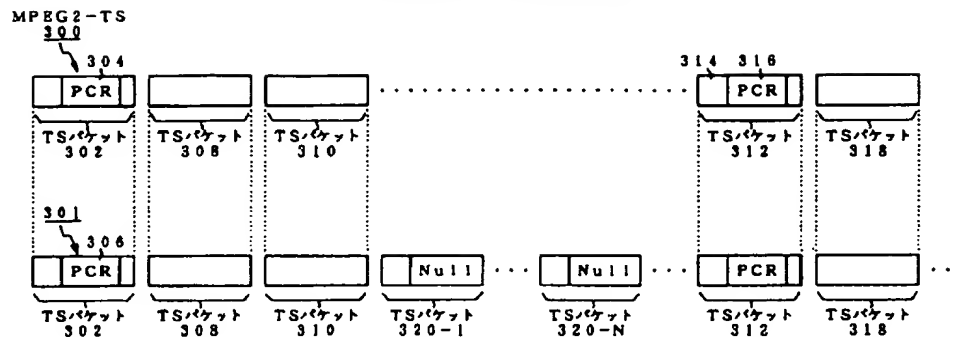 MPEG2-TS
300
304
314 316
PCR
PCR
TSパケット
302
TSパケット
308
TSパケット
310
TSパケット
312
TSパケット
318
301
306
PCR
Null
Null
PCR
TSパケット
302
TSパケット
308
TSパケット
310
TSパケット
320-1
TSパケット
320-N
TSパケット
312
TSパケット
318